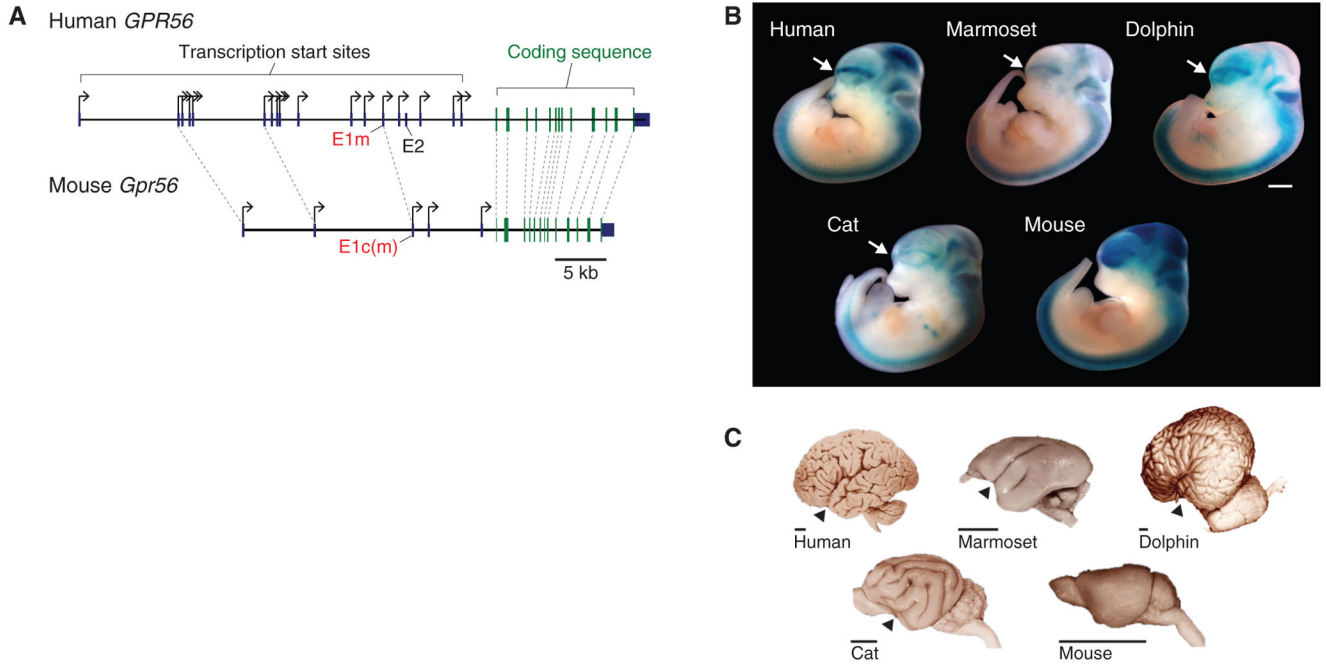 A
Human GPR56
Transcription start sites
Coding sequence
E1m
E2
Mouse Gpr56
E1c(m)
5 kb
B
Human
Marmoset
Dolphin
Cat
Mouse
C
Human
Marmoset
Dolphin
Cat
Mouse